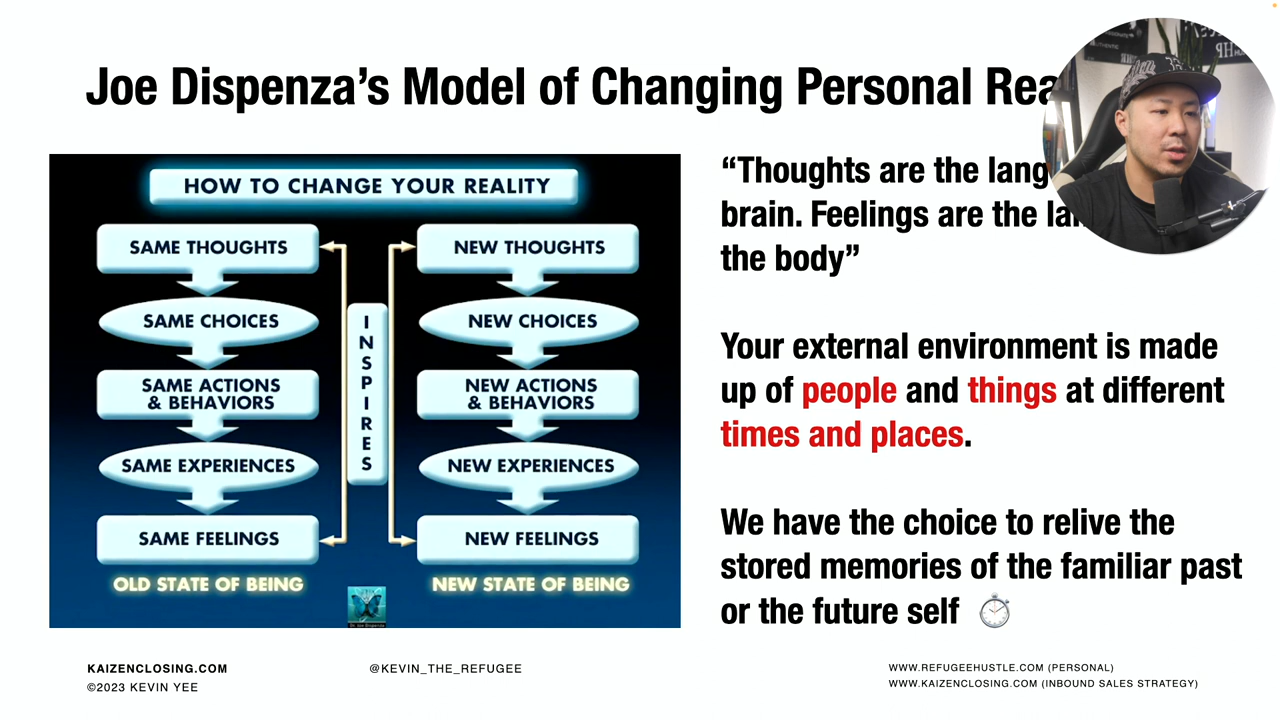 Joe Dispenza's Model of Changing Personal
HOW TO CHANGE YOUR REALITY
SAME THOUGHTS
SAME CHOICES
SAME ACTIONS
& BEHAVIORS
SAME EXPERIENCES
SAME FEELINGS
OLD STATE OF BEING
INSPIRES
NEW THOUGHTS
NEW CHOICES
NEW ACTIONS
& BEHAVIORS
NEW EXPERIENCES
NEW FEELINGS
NEW STATE OF BEING
Dr. Joe Dispenza
“Thoughts are the
brain. Feelings are the
the body”
Your external environment is made
up of people and things at different
times and places.
We have the choice to relive the
stored memories of the familiar past
or the future self
KAIZENCLOSING.COM
©2023 KEVIN YEE
@KEVIN_THE_REFUGEE
WWW.REFUGEEHUSTLE.COM (PERSONAL)
WWW.KAIZENCLOSING.COM (INBOUND SALES STRATEGY)